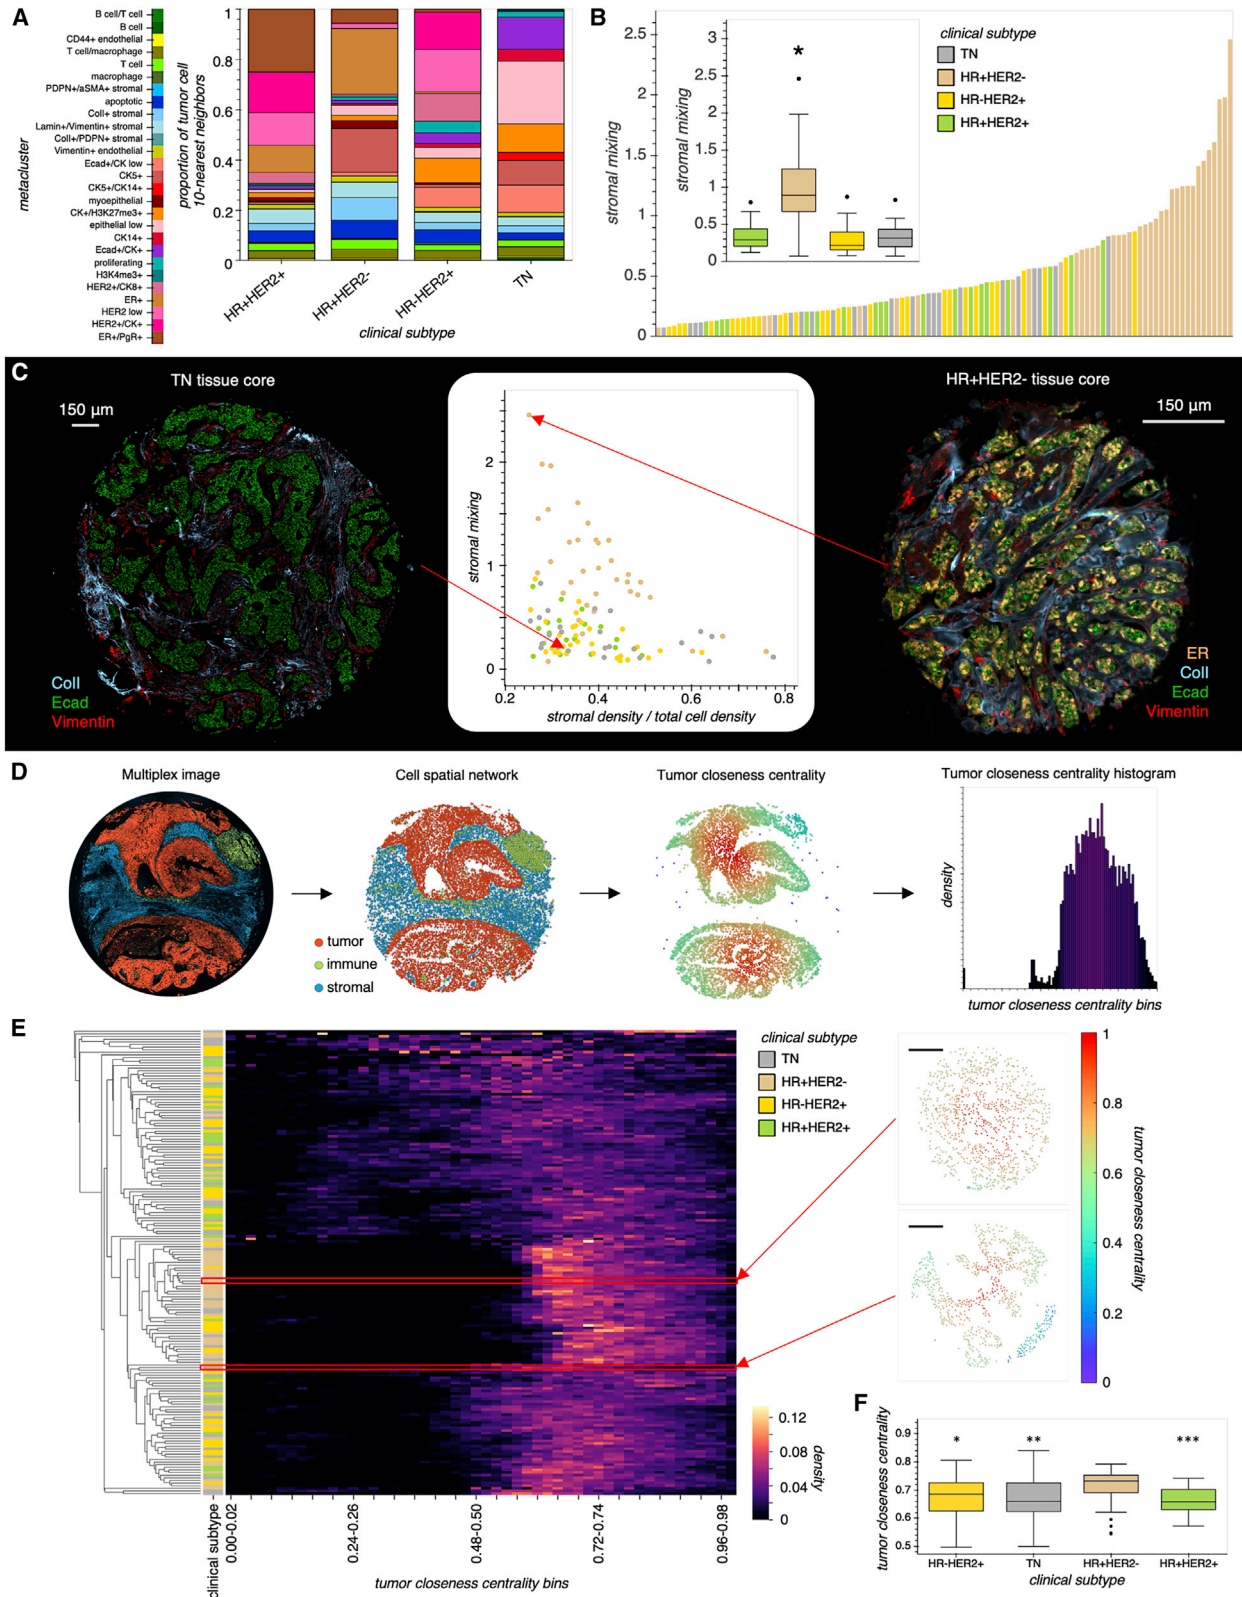 A
metacluster
B cell/T cell
B cell
CD44+ endothelial
T cell/macrophage
T cell
macrophage
PDPN+/aSMA+ stromal
apoptotic
Coll+ stromal
Lamin+/Vimentin+ stromal
Coll+/PDPN+ stromal
Vimentin+ endothelial
Ecad+/CK low
CK5+
CK5+/CK14+
myoepithelial
CK+/H3K27me3+
epithelial low
CK14+
Ecad+/CK+
proliferating
H3K4me3+
HER2+/CK8+
ER+
HER2 low
HER2+/CK+
ER+/PgR+
proportion of tumor cell
10-nearest neighbors
1
0.8
0.6
0.4
0.2
0
HR+HER2+
HR+HER2-
HR-HER2+
TN
clinical subtype
B
stromal mixing
2.5
2
1.5
1
0.5
0
stromal mixing
3
3.5
2
1.5
1
0.5
0
*
clinical subtype
TN
HR+HER2-
HR-HER2+
HR+HER2+
C
TN tissue core
150 µm
Coll
Ecad
Vimentin
stromal mixing
2
1
0
0.2
0.4
0.6
0.8
stromal density / total cell density
HR+HER2- tissue core
150 µm
ER
Coll
Ecad
Vimentin
D
Multiplex image
Cell spatial network
Tumor closeness centrality
Tumor closeness centrality histogram
tumor
immune
stromal
density
tumor closeness centrality bins
E
clinical subtype
TN
HR+HER2-
HR-HER2+
HR+HER2+
1
0.8
0.6
0.4
0.2
0
tumor closeness centrality
0.12
0.08
0.04
0
density
clinical subtype
0.00-0.02
0.24-0.26
0.48-0.50
0.72-0.74
0.96-0.98
tumor closeness centrality bins
F
tumor closeness centrality
0.9
0.8
0.7
0.6
0.5
*
**
***
HR-HER2+
TN
HR+HER2-
HR+HER2+
clinical subtype